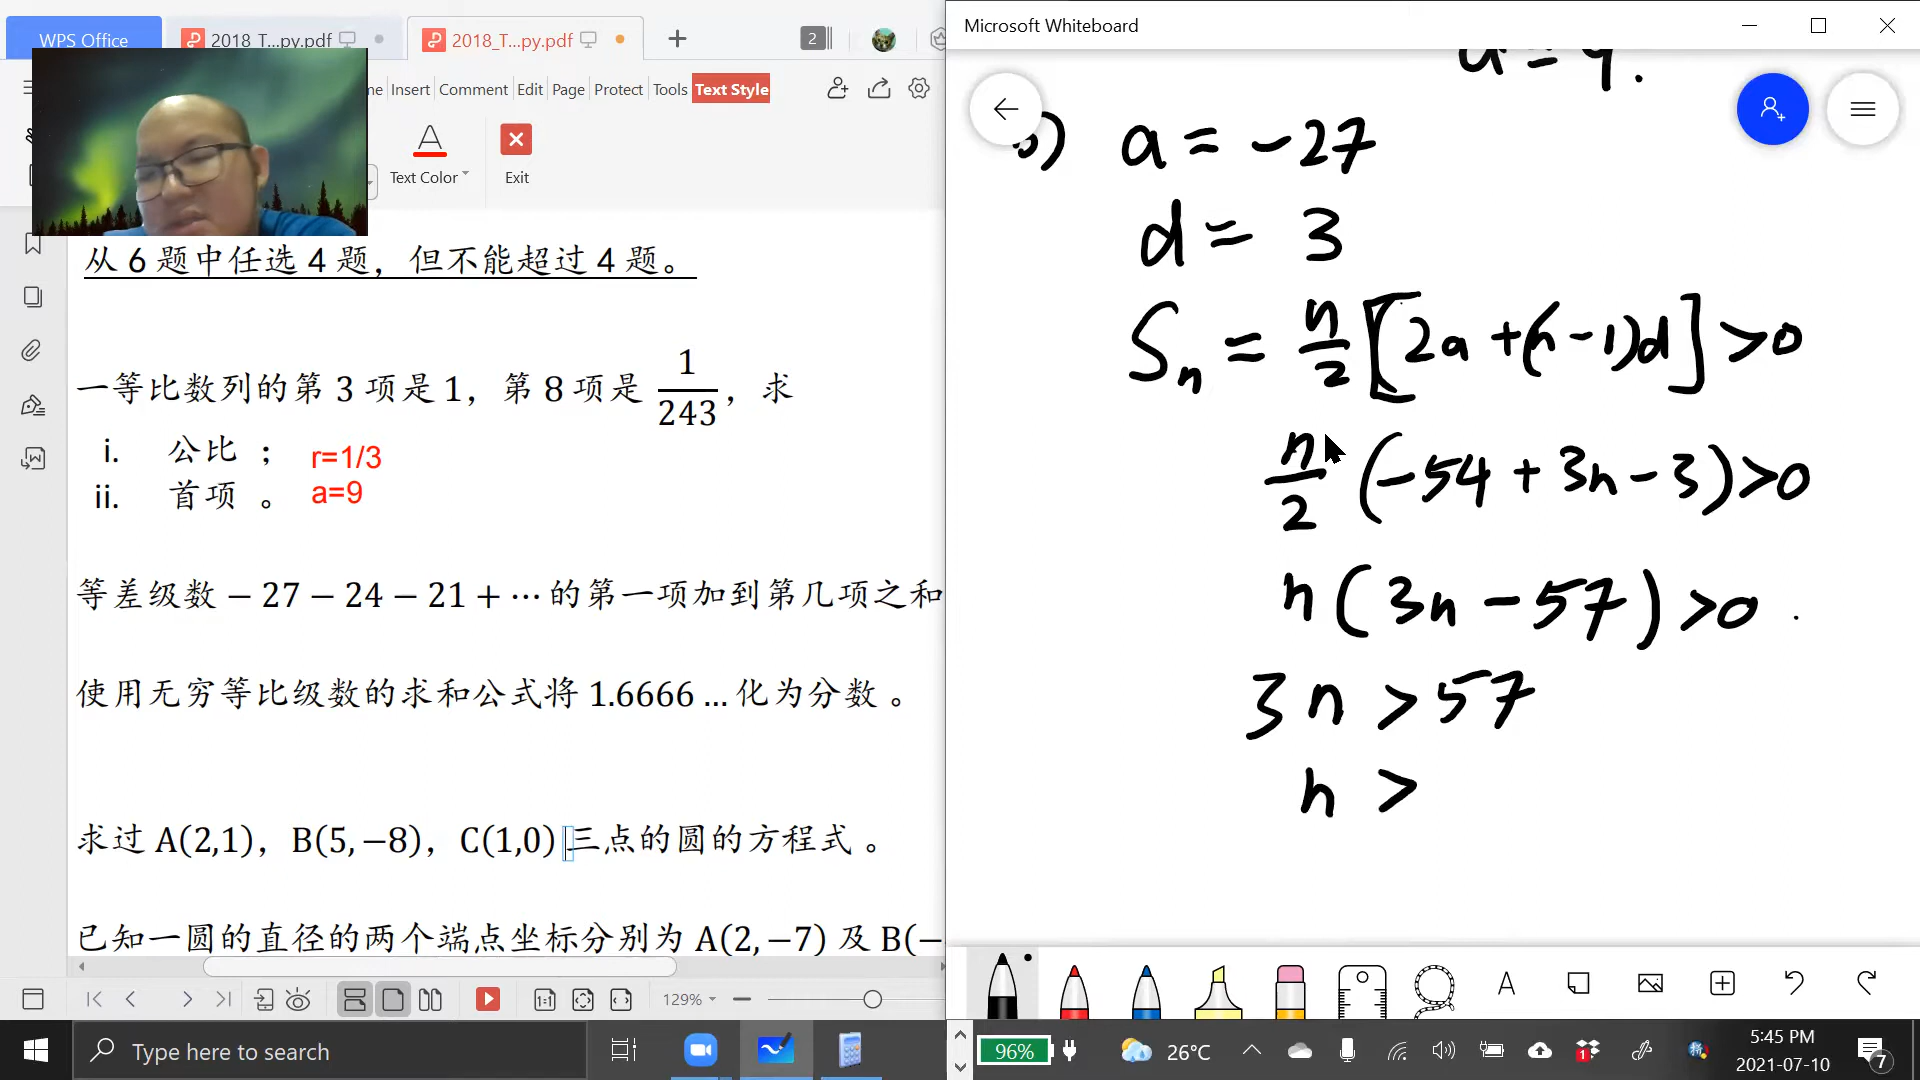 WPS Office
2018_T...py.pdf
2018_T...py.pdf
2
Insert Comment Edit Page Protect Tools Text Style
Text Color
Exit
从 6 题中任选 4 题，但不能超过 4 题。
一等比数列的第 3 项是 1，第 8 项是 1/243，求
i. 公比 ； r=1/3
ii. 首项 。 a=9
等差级数 −27−24−21+⋯ 的第一项加到第几项之和
使用无穷等比级数的求和公式将 1.6666 … 化为分数 。
求过 A(2,1)，B(5,−8)，C(1,0) 三点的圆的方程式 。
已知一圆的直径的两个端点坐标分别为 A(2,−7) 及 B(−
129%
Microsoft Whiteboard
b) a = -27
d = 3
Sn = n/2 [2a +(n-1)d] >0
n/2 (-54 + 3n - 3) >0
n(3n - 57) >0
3n > 57
n >
Type here to search
96%
26°C
1
5:45 PM
2021-07-10
7